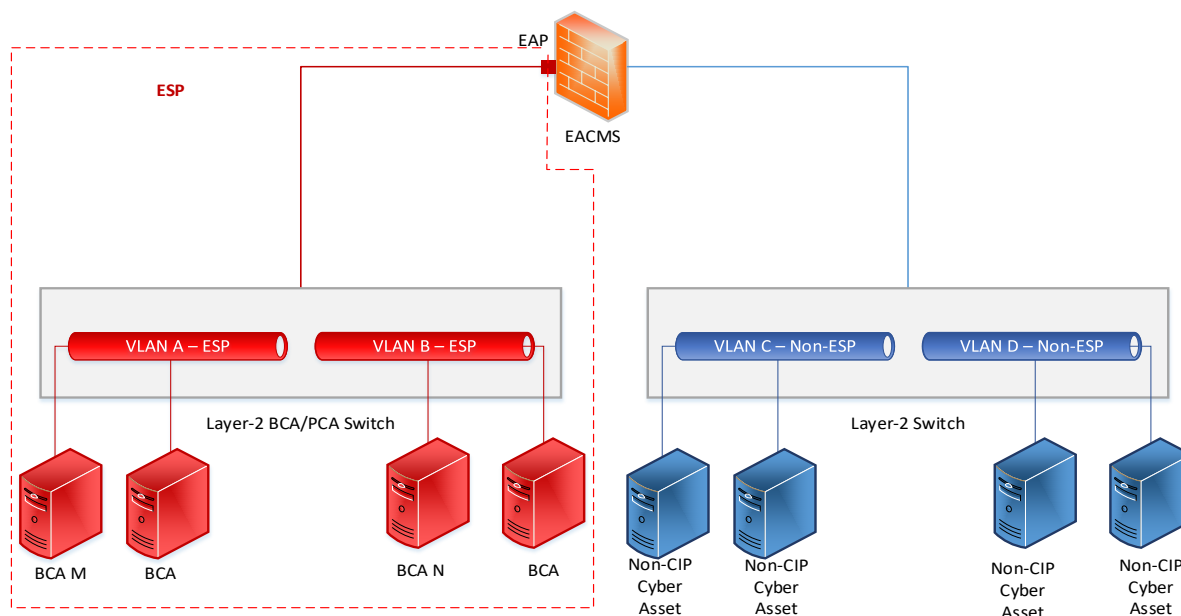 EAP
ESP
EACMS
VLAN A – ESP
VLAN B – ESP
VLAN C – Non-ESP
VLAN D – Non-ESP
Layer-2 BCA/PCA Switch
Layer-2 Switch
BCA M
BCA
BCA N
BCA
Non-CIP
Cyber
Asset
Non-CIP
Cyber
Asset
Non-CIP
Cyber
Asset
Non-CIP
Cyber
Asset